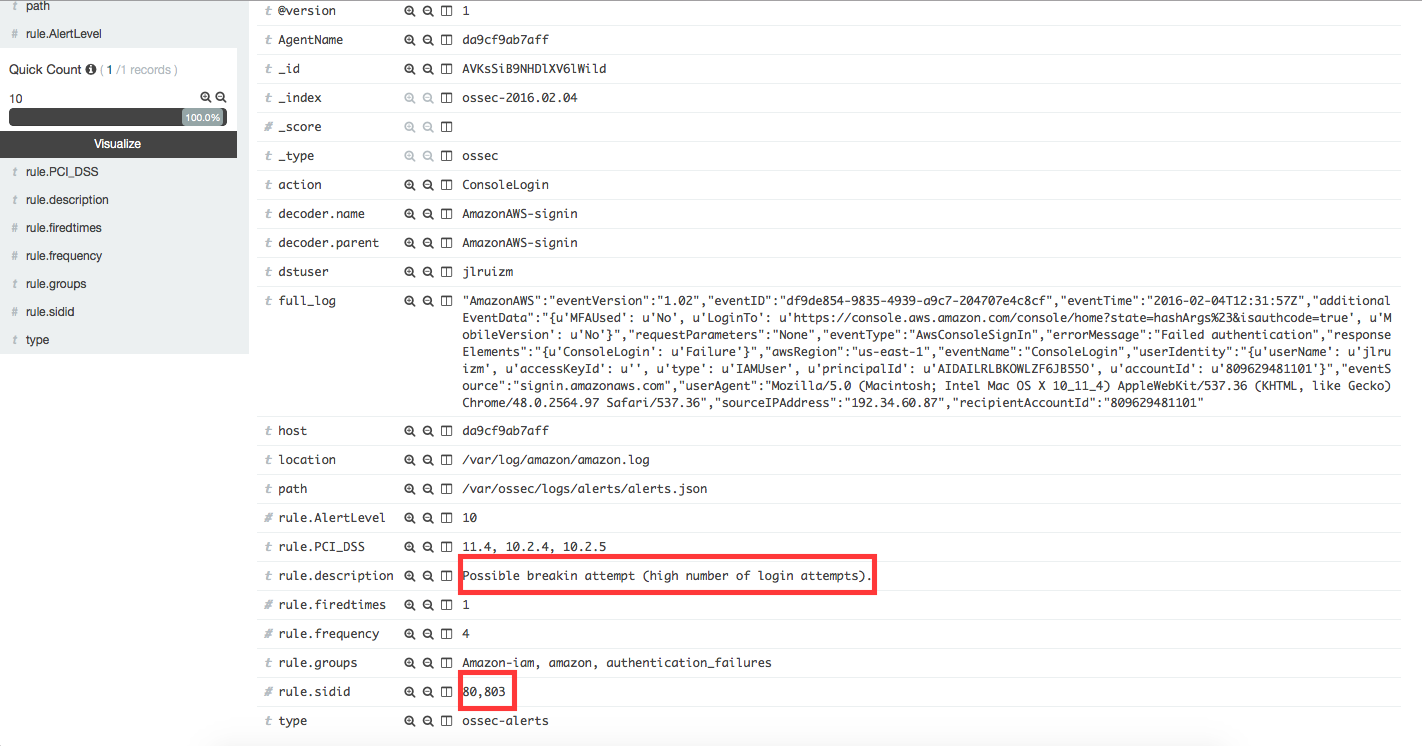 path
# rule.AlertLevel
Quick Count ( 1 /1 records )
10
100.0%
Visualize
t rule.PCI_DSS
t rule.description
# rule.firedtimes
# rule.frequency
t rule.groups
# rule.sidid
t type
t @version 1
t AgentName da9cf9ab7aff
t _id AVKsSiB9NHDlXV6lWild
t _index ossec-2016.02.04
# _score
t _type ossec
t action ConsoleLogin
t decoder.name AmazonAWS-signin
t decoder.parent AmazonAWS-signin
t dstuser jlruizm
t full_log "AmazonAWS":"eventVersion":"1.02","eventID":"df9de854-9835-4939-a9c7-204707e4c8cf","eventTime":"2016-02-04T12:31:57Z","additional
EventData":"{u'MFAUsed': u'No', u'LoginTo': u'https://console.aws.amazon.com/console/home?state=hashArgs%23&isauthcode=true', u'M
obileVersion': u'No'}","requestParameters":"None","eventType":"AwsConsoleSignIn","errorMessage":"Failed authentication","response
Elements":"{u'ConsoleLogin': u'Failure'}","awsRegion":"us-east-1","eventName":"ConsoleLogin","userIdentity":"{u'userName': u'jlru
izm', u'accessKeyId': u'', u'type': u'IAMUser', u'principalId': u'AIDAILRLBKOWLZF6JB55O', u'accountId': u'809629481101'}","eventS
ource":"signin.amazonaws.com","userAgent":"Mozilla/5.0 (Macintosh; Intel Mac OS X 10_11_4) AppleWebKit/537.36 (KHTML, like Gecko)
Chrome/48.0.2564.97 Safari/537.36","sourceIPAddress":"192.34.60.87","recipientAccountId":"809629481101"
t host da9cf9ab7aff
t location /var/log/amazon/amazon.log
t path /var/ossec/logs/alerts/alerts.json
# rule.AlertLevel 10
t rule.PCI_DSS 11.4, 10.2.4, 10.2.5
t rule.description Possible breakin attempt (high number of login attempts).
# rule.firedtimes 1
# rule.frequency 4
t rule.groups Amazon-iam, amazon, authentication_failures
# rule.sidid 80,803
t type ossec-alerts